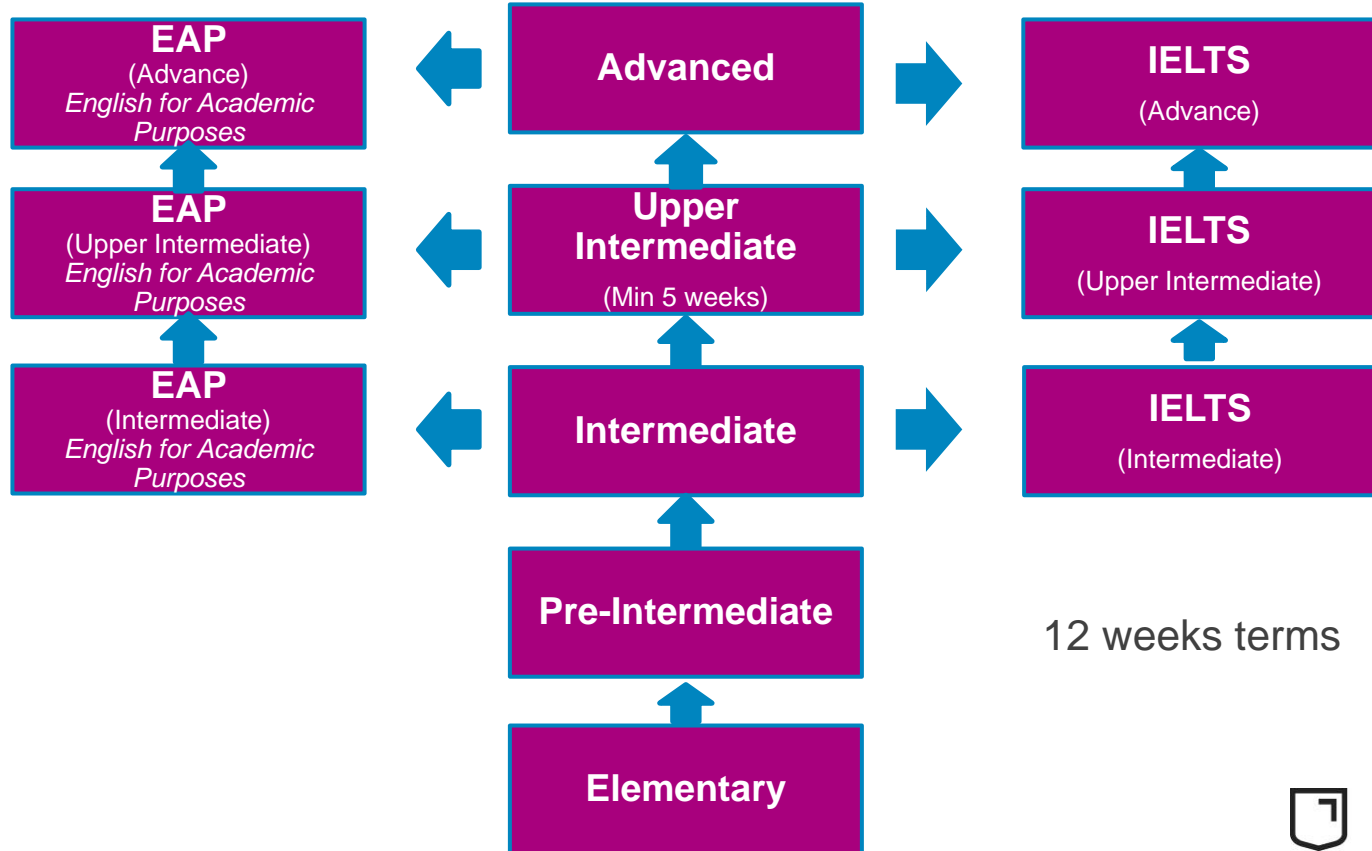 EAP
(Advance)
English for Academic
Purposes
Advanced
IELTS
(Advance)
EAP
(Upper Intermediate)
English for Academic
Purposes
Upper
Intermediate
(Min 5 weeks)
IELTS
(Upper Intermediate)
EAP
(Intermediate)
English for Academic
Purposes
Intermediate
IELTS
(Intermediate)
Pre-Intermediate
12 weeks terms
Elementary